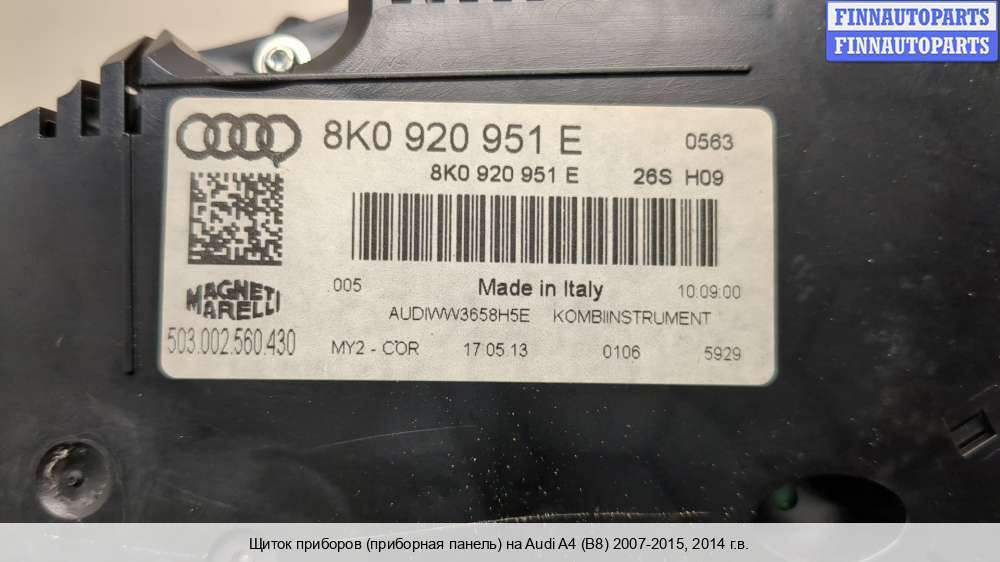 FINNAUTOPARTS
FINNAUTOPARTS
8K0 920 951 E 0563
8K0 920 951 E 26S H09
.005 Made in Italy 10:09:00
MAGNETI
MARELLI
AUDIWW3658H5E KOMBIINSTRUMENT
503.002.560.430 MY2 - COR 17.05.13 0106 5929
Щиток приборов (приборная панель) на Audi A4 (B8) 2007-2015, 2014 г.в.